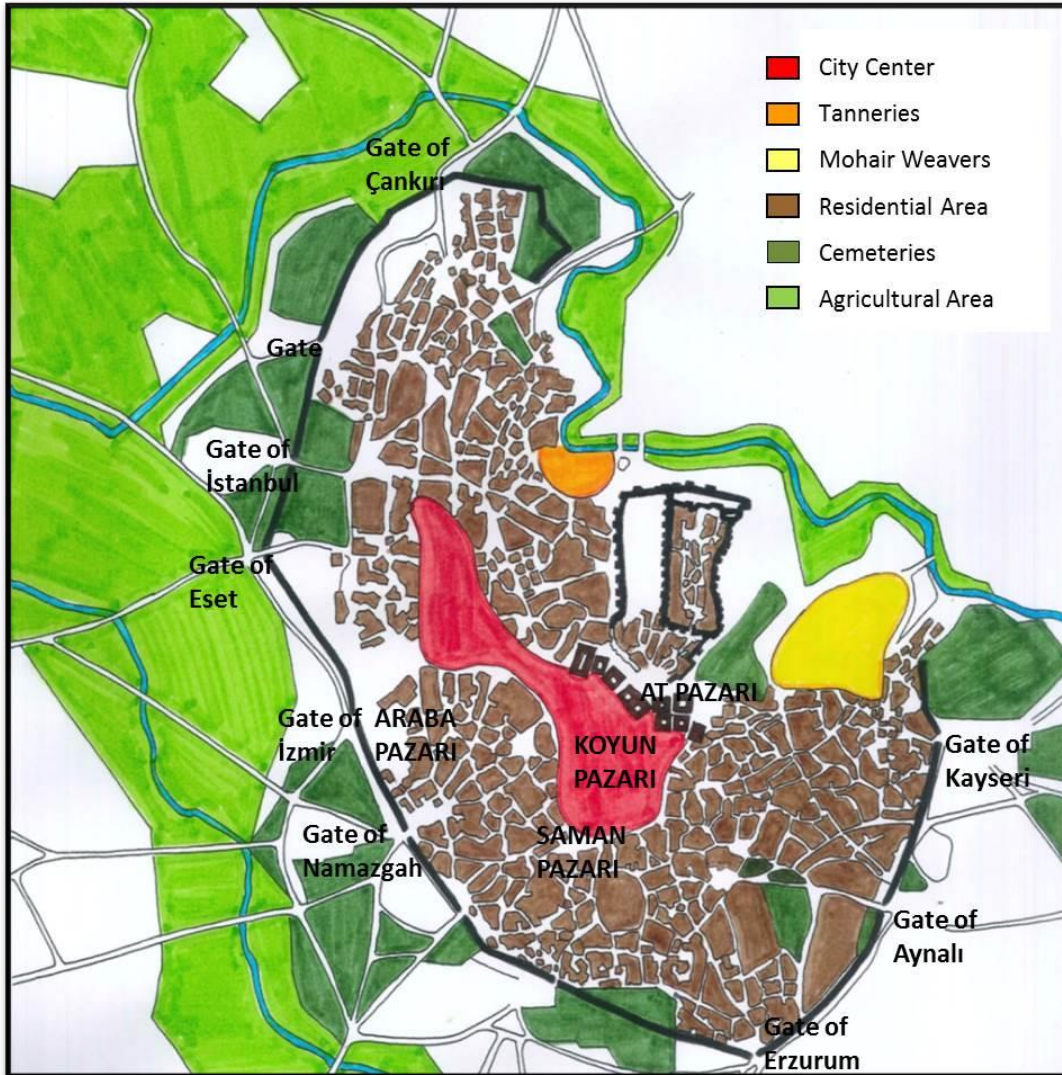 City Center
Tanneries
Mohair Weavers
Residential Area
Cemeteries
Agricultural Area
Gate of
Çankırı
Gate
Gate of
İstanbul
Gate of
Eset
Gate of
İzmir
ARABA
PAZARI
AT PAZARI
KOYUN
PAZARI
Gate of
Kayseri
Gate of
Namazgah
SAMAN
PAZARI
Gate of
Aynalı
Gate of
Erzurum